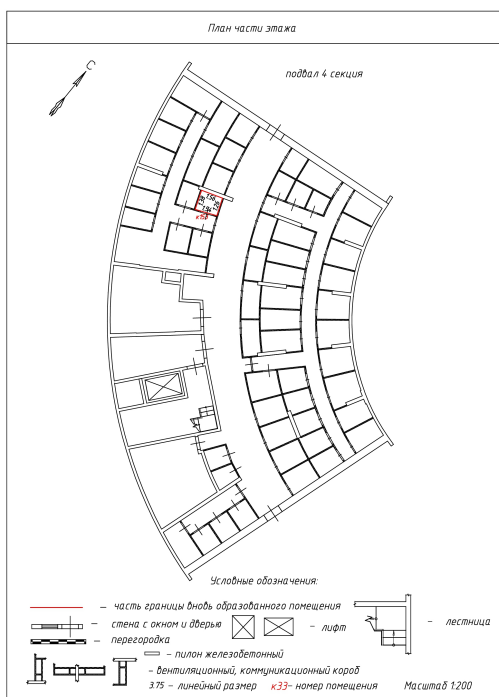 План части этажа
С
подвал 4 секция
Условные обозначения:
— часть границы вновь образованного помещения
— стена с окном и дверью
— лифт
— лестница
— перегородка
— пилон железобетонный
— вентиляционный, коммуникационный короб
3.75 — линейный размер
к33— номер помещения
Масштаб 1:200